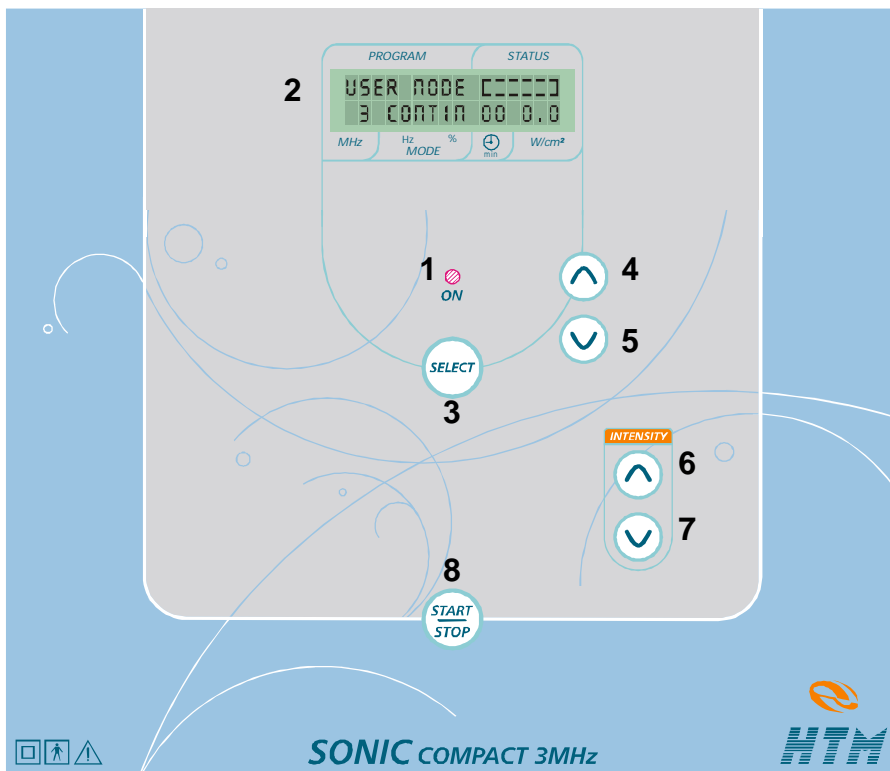 PROGRAM STATUS
2
USER MODE [     ]
3 CONTIN 00 0.0
MHz Hz % min W/cm²
MODE
1
ON
4
5
SELECT
3
INTENSITY
6
7
8
START
STOP
SONIC COMPACT 3MHz
HTM